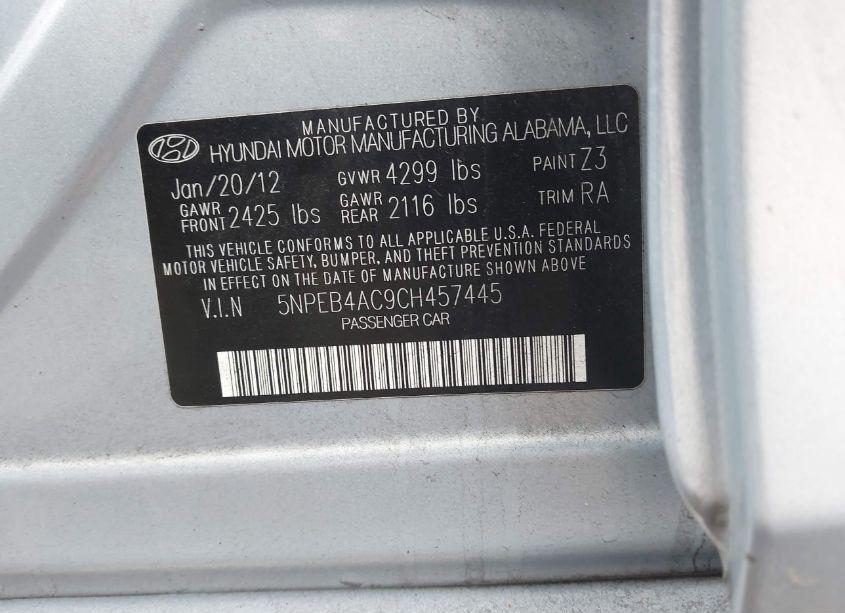 MANUFACTURED BY
HYUNDAI MOTOR MANUFACTURING ALABAMA, LLC
Jan/20/12 GVWR 4299 lbs PAINT Z3
GAWR FRONT 2425 lbs GAWR REAR 2116 lbs TRIM RA
THIS VEHICLE CONFORMS TO ALL APPLICABLE U.S.A. FEDERAL
MOTOR VEHICLE SAFETY, BUMPER, AND THEFT PREVENTION STANDARDS
IN EFFECT ON THE DATE OF MANUFACTURE SHOWN ABOVE
V.I.N 5NPEB4AC9CH457445
PASSENGER CAR